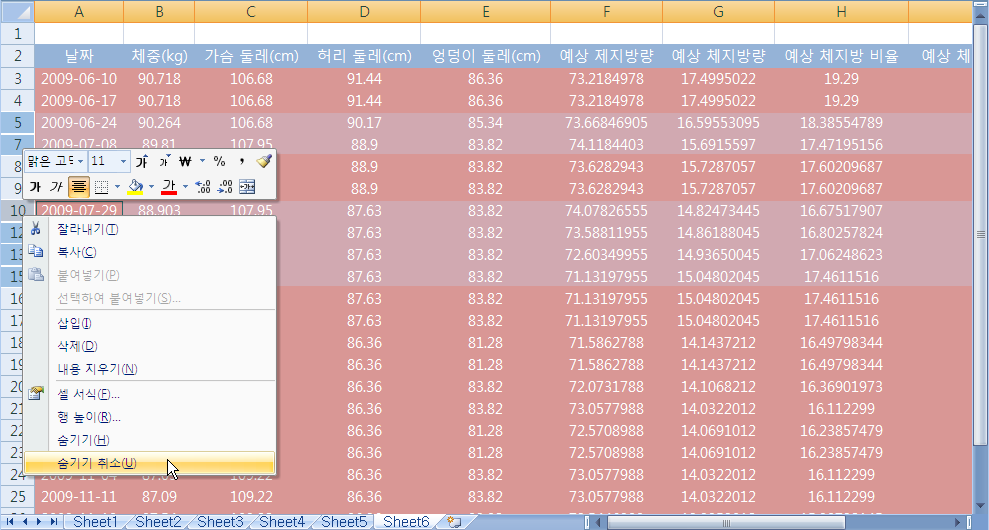 A B C D E F G H
1
2 날짜 체중(kg) 가슴 둘레(cm) 허리 둘레(cm) 엉덩이 둘레(cm) 예상 제지방량 예상 체지방량 예상 체지방 비율 예상 체
3 2009-06-10 90.718 106.68 91.44 86.36 73.2184978 17.4995022 19.29
4 2009-06-17 90.718 106.68 91.44 86.36 73.2184978 17.4995022 19.29
5 2009-06-24 90.264 106.68 90.17 85.34 73.66846905 16.59553095 18.38554789
7 2009-07-08 89.81 107.95 88.9 83.82 74.1184403 15.6915597 17.47195156
8 88.9 83.82 73.6282943 15.7287057 17.60209687
9 88.9 83.82 73.6282943 15.7287057 17.60209687
10 2009-07-29 88.903 107.95 87.63 83.82 74.07826555 14.82473445 16.67517907
12 87.63 83.82 73.58811955 14.86188045 16.80257824
13 87.63 83.82 72.60349955 14.93650045 17.06248623
15 87.63 83.82 71.13197955 15.04802045 17.4611516
16 87.63 83.82 71.13197955 15.04802045 17.4611516
17 87.63 83.82 71.13197955 15.04802045 17.4611516
18 86.36 81.28 71.5862788 14.1437212 16.49798344
19 86.36 81.28 71.5862788 14.1437212 16.49798344
20 86.36 83.82 72.0731788 14.1068212 16.36901973
21 86.36 83.82 73.0577988 14.0322012 16.112299
22 86.36 81.28 72.5708988 14.0691012 16.23857479
23 86.36 81.28 72.5708988 14.0691012 16.23857479
24 86.36 83.82 73.0577988 14.0322012 16.112299
25 2009-11-11 87.09 109.22 86.36 83.82 73.0577988 14.0322012 16.112299
맑은 고딕 11 가 가 ₩ % ,
가 가 가 .00 .00
잘라내기(T)
복사(C)
붙여넣기(P)
선택하여 붙여넣기(S)...
삽입(I)
삭제(D)
내용 지우기(N)
셀 서식(F)...
행 높이(R)...
숨기기(H)
숨기기 취소(U)
Sheet1 Sheet2 Sheet3 Sheet4 Sheet5 Sheet6